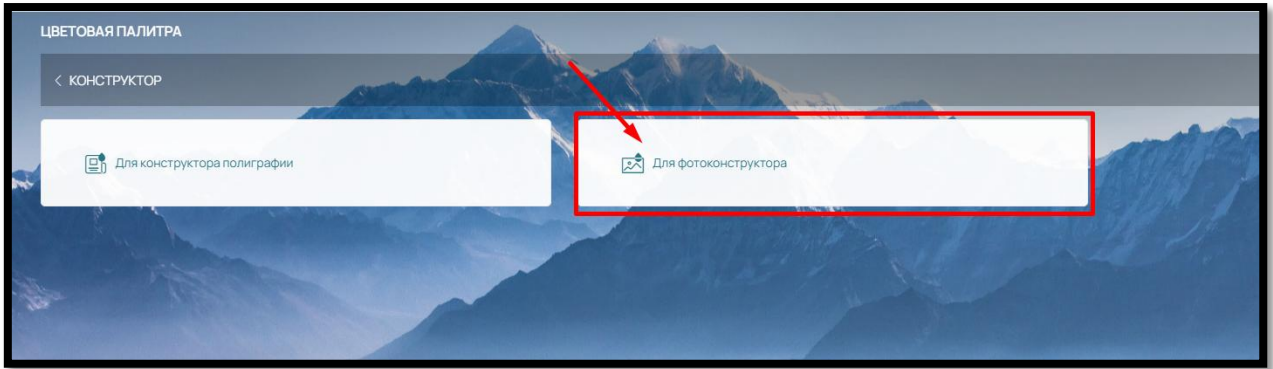 ЦВЕТОВАЯ ПАЛИТРА
< КОНСТРУКТОР
Для конструктора полиграфии
Для фотоконструктора